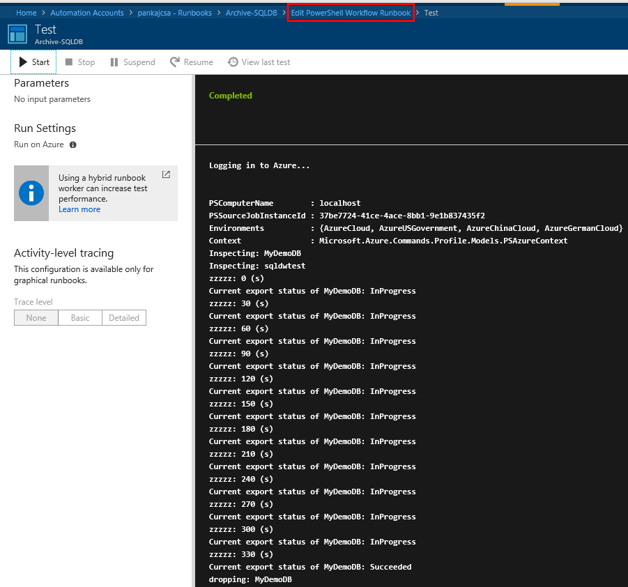 Home > Automation Accounts > pankajcsa - Runbooks > Archive-SQLDB > Edit PowerShell Workflow Runbook > Test
Test
Archive-SQLDB
Start Stop Suspend Resume View last test
Parameters
No input parameters
Run Settings
Run on Azure
Using a hybrid runbook
worker can increase test
performance.
Learn more
Activity-level tracing
This configuration is available only for
graphical runbooks.
Trace level
None Basic Detailed
Completed
Logging in to Azure...
PSComputerName : localhost
PSSourceJobInstanceId : 37be7724-41ce-4ace-8bb1-9e1b837435f2
Environments : {AzureCloud, AzureUSGovernment, AzureChinaCloud, AzureGermanCloud}
Context : Microsoft.Azure.Commands.Profile.Models.PSAzureContext
Inspecting: MyDemoDB
Inspecting: sqldwtest
zzzzz: 0 (s)
Current export status of MyDemoDB: InProgress
zzzzz: 30 (s)
Current export status of MyDemoDB: InProgress
zzzzz: 60 (s)
Current export status of MyDemoDB: InProgress
zzzzz: 90 (s)
Current export status of MyDemoDB: InProgress
zzzzz: 120 (s)
Current export status of MyDemoDB: InProgress
zzzzz: 150 (s)
Current export status of MyDemoDB: InProgress
zzzzz: 180 (s)
Current export status of MyDemoDB: InProgress
zzzzz: 210 (s)
Current export status of MyDemoDB: InProgress
zzzzz: 240 (s)
Current export status of MyDemoDB: InProgress
zzzzz: 270 (s)
Current export status of MyDemoDB: InProgress
zzzzz: 300 (s)
Current export status of MyDemoDB: InProgress
zzzzz: 330 (s)
Current export status of MyDemoDB: Succeeded
dropping: MyDemoDB